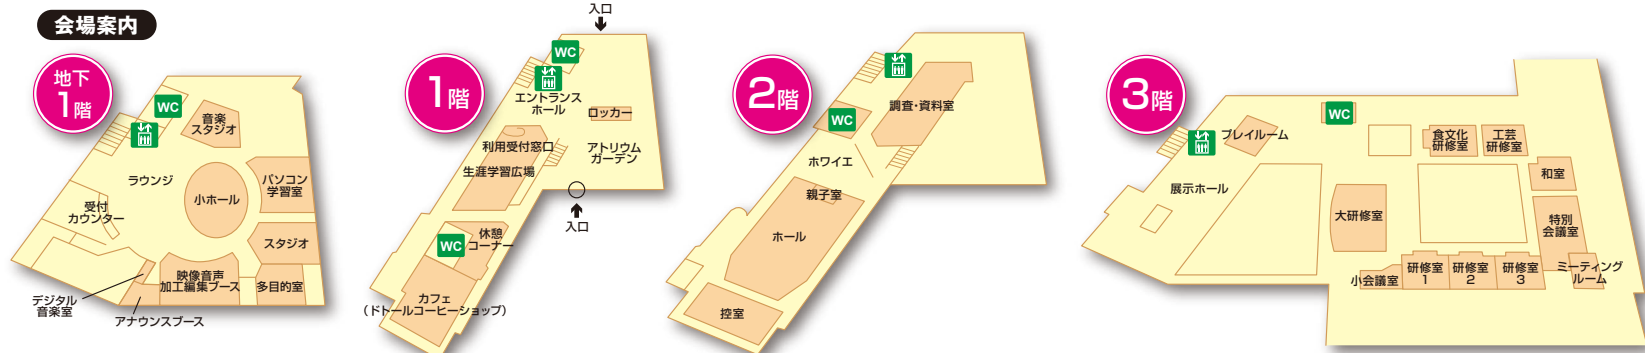 会場案内
地下
1階
WC
音楽
スタジオ
ラウンジ
小ホール
パソコン
学習室
受付
カウンター
スタジオ
映像音声
加工編集ブース
多目的室
デジタル
音楽室
アナウンスブース
1階
入口
WC
エントランス
ホール
ロッカー
利用受付窓口
アトリウム
ガーデン
生涯学習広場
入口
WC
休憩
コーナー
カフェ
（ドトールコーヒーショップ）
2階
調査・資料室
WC
ホワイエ
親子室
ホール
控室
3階
WC
プレイルーム
食文化
研修室
工芸
研修室
展示ホール
和室
大研修室
特別
会議室
小会議室
研修室
1
研修室
2
研修室
3
ミーティング
ルーム